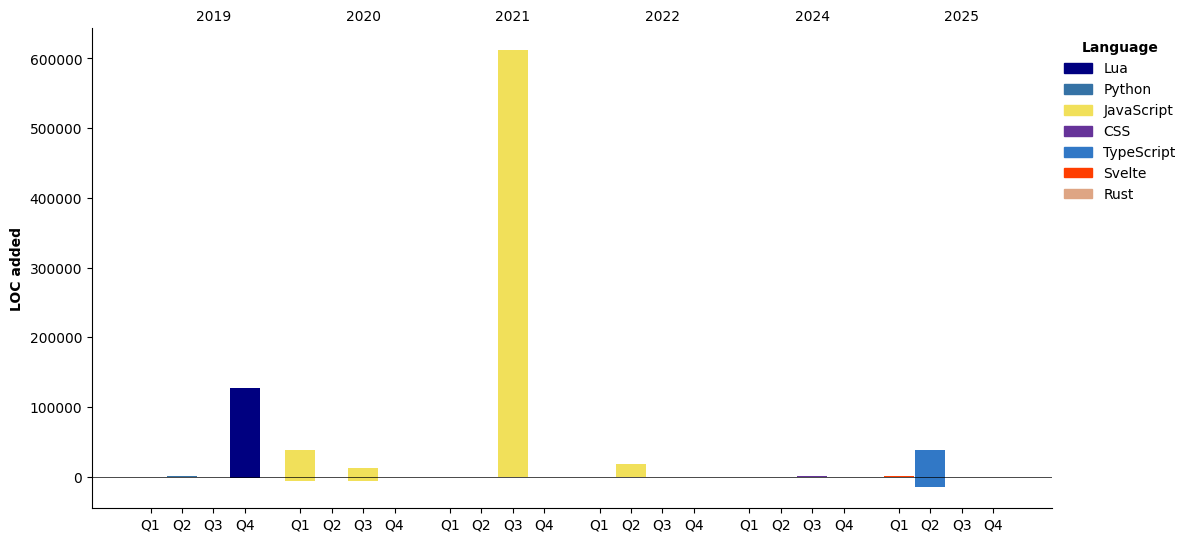 2019 2020 2021 2022 2024 2025
Language
Lua
Python
JavaScript
CSS
TypeScript
Svelte
Rust
LOC added
600000
500000
400000
300000
200000
100000
0
Q1 Q2 Q3 Q4 Q1 Q2 Q3 Q4 Q1 Q2 Q3 Q4 Q1 Q2 Q3 Q4 Q1 Q2 Q3 Q4 Q1 Q2 Q3 Q4